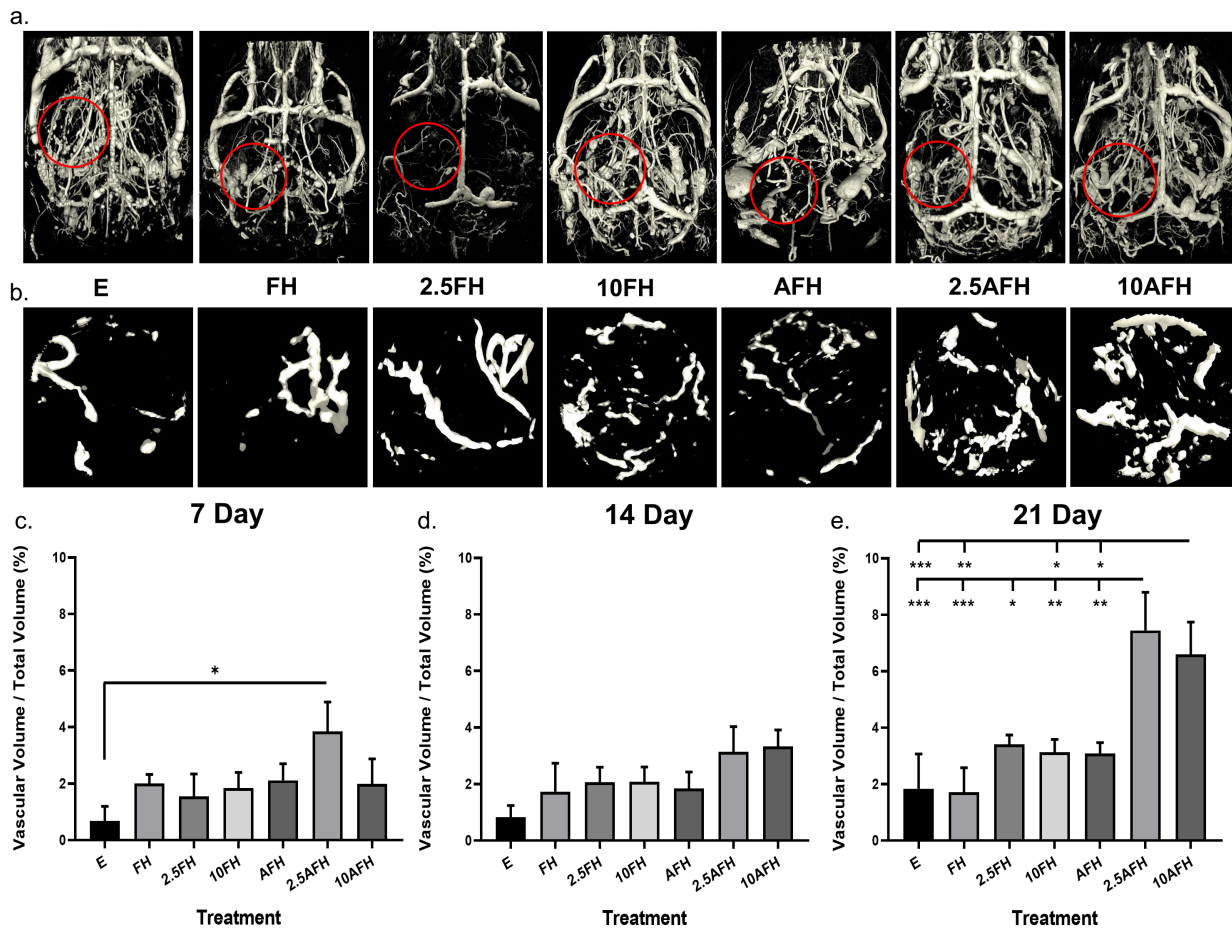 a.
E FH 2.5FH 10FH AFH 2.5AFH 10AFH
b.
c. 7 Day
Vascular Volume / Total Volume (%)
10
8
6
4
2
0
*
E FH 2.5FH 10FH AFH 2.5AFH 10AFH
Treatment
d. 14 Day
Vascular Volume / Total Volume (%)
10
8
6
4
2
0
E FH 2.5FH 10FH AFH 2.5AFH 10AFH
Treatment
e. 21 Day
Vascular Volume / Total Volume (%)
10
8
6
4
2
0
*** ** * *
*** *** * ** **
E FH 2.5FH 10FH AFH 2.5AFH 10AFH
Treatment